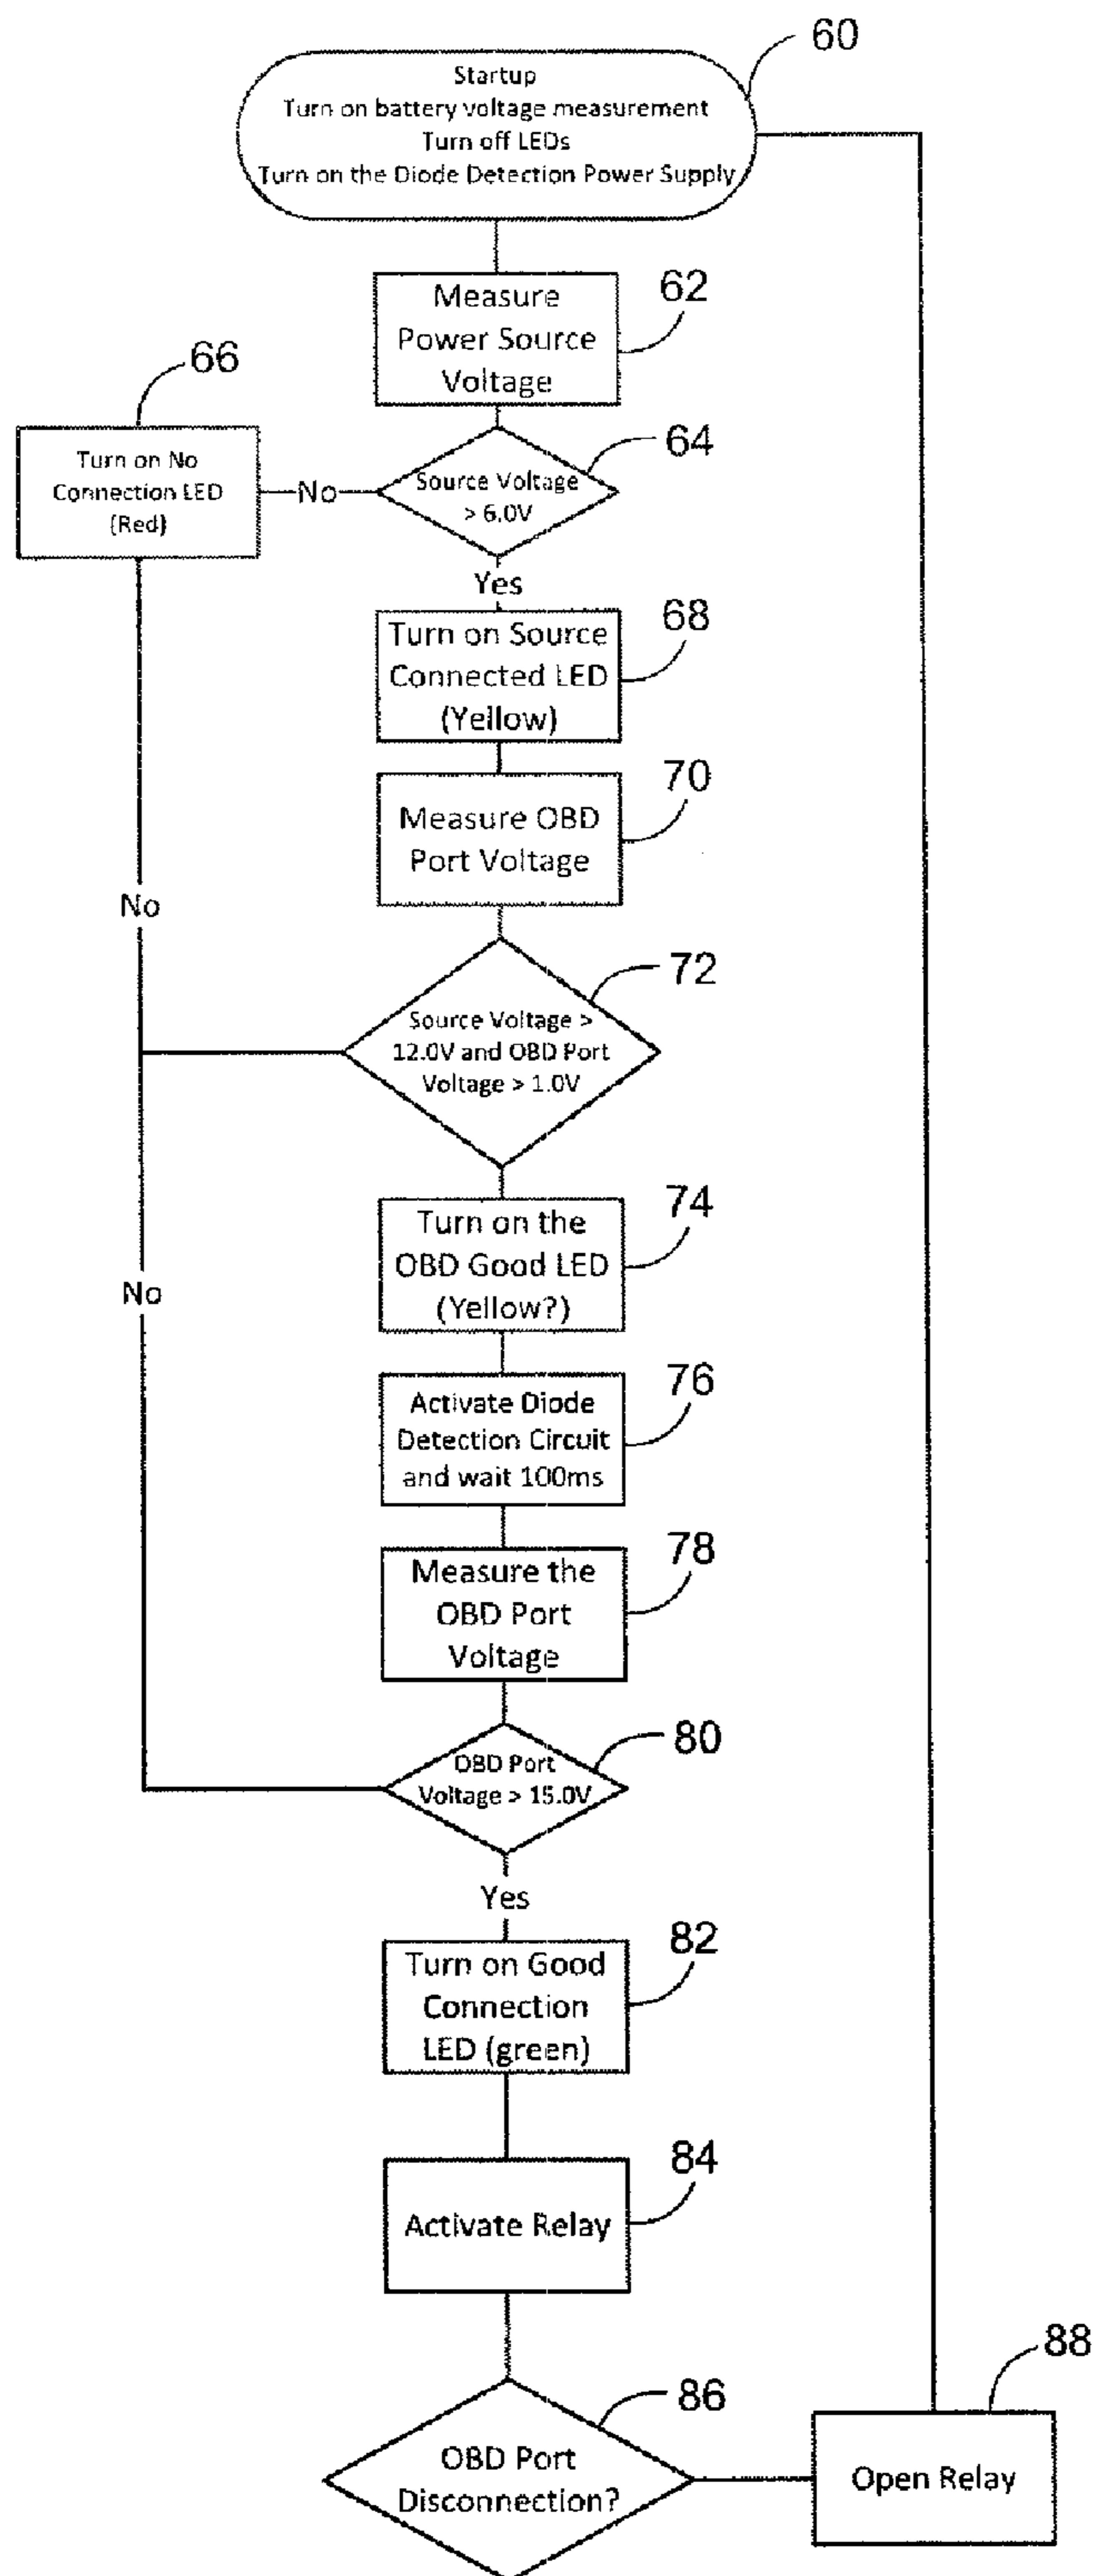 60
Startup
Turn on battery voltage measurement
Turn off LEDs
Turn on the Diode Detection Power Supply
62
Measure
Power Source
Voltage
66
64
Turn on No
Connection LED
(Red)
No
Source Voltage
> 6.0V
Yes
68
Turn on Source
Connected LED
(Yellow)
70
Measure OBD
Port Voltage
No
72
Source Voltage >
12.0V and OBD Port
Voltage > 1.0V
74
Turn on the
OBD Good LED
(Yellow?)
No
76
Activate Diode
Detection Circuit
and wait 100ms
78
Measure the
OBD Port
Voltage
80
OBD Port
Voltage > 15.0V
Yes
82
Turn on Good
Connection
LED (green)
84
Activate Relay
86
88
OBD Port
Disconnection?
Open Relay